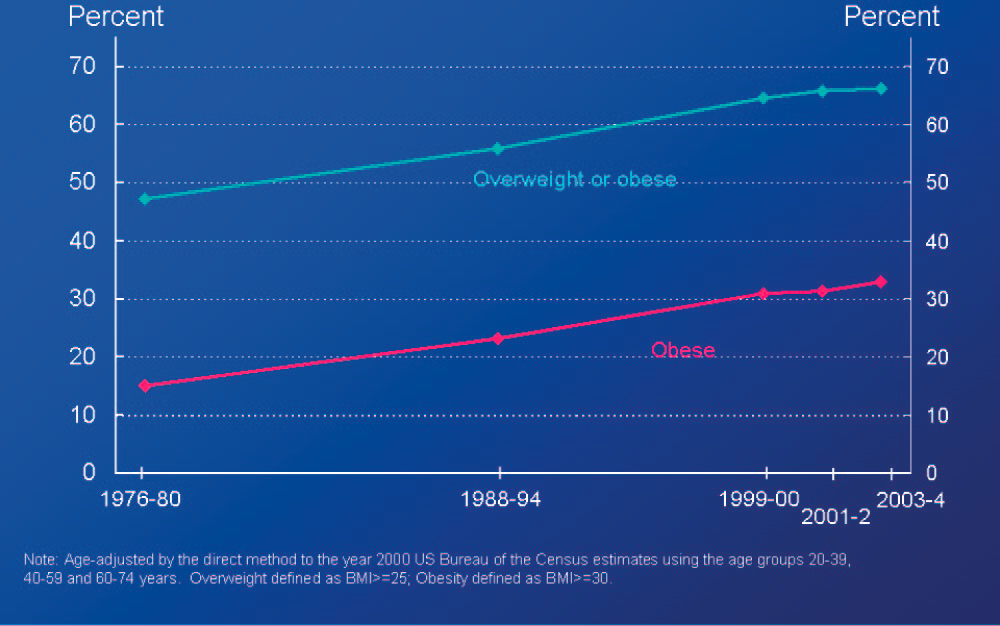 Percent Percent
70 70
60 60
50 50
Overweight or obese
40 40
30 30
Obese
20 20
10 10
0 0
1976-80 1988-94 1999-00 2003-4
2001-2
Note: Age-adjusted by the direct method to the year 2000 US Bureau of the Census estimates using the age groups 20-39,
40-59 and 60-74 years. Overweight defined as BMI>=25; Obesity defined as BMI>=30.